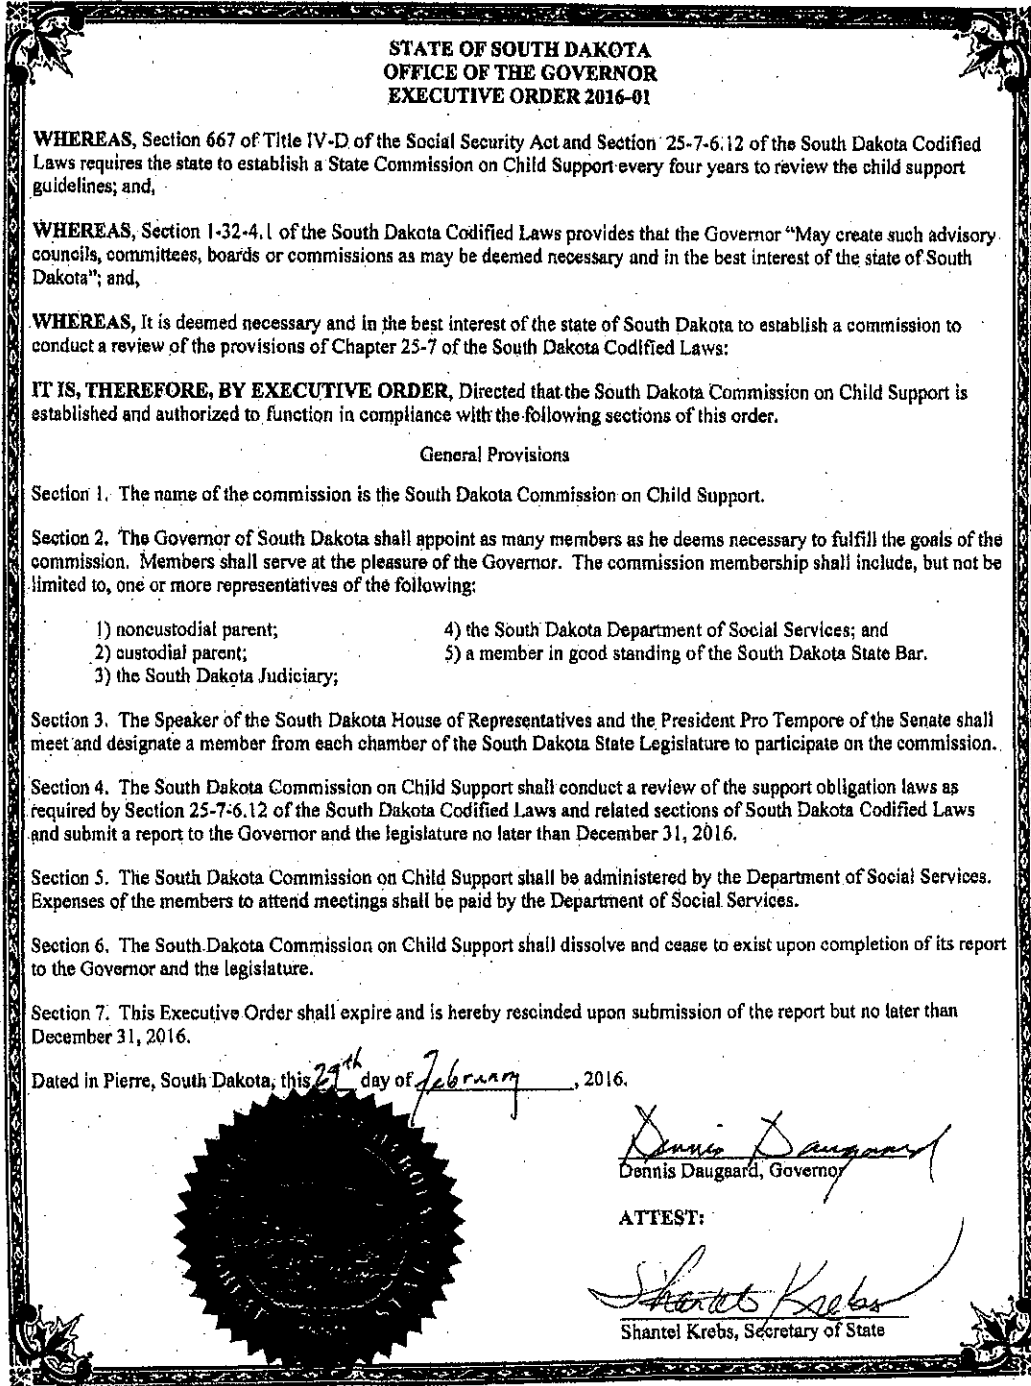 STATE OF SOUTH DAKOTA
OFFICE OF THE GOVERNOR
EXECUTIVE ORDER 2016-01
WHEREAS, Section 667 of Title IV-D of the Social Security Act and Section 25-7-6.12 of the South Dakota Codified
Laws requires the state to establish a State Commission on Child Support every four years to review the child support
guidelines; and,
WHEREAS, Section 1-32-4.1 of the South Dakota Codified Laws provides that the Governor “May create such advisory
councils, committees, boards or commissions as may be deemed necessary and in the best interest of the state of South
Dakota”; and,
WHEREAS, It is deemed necessary and in the best interest of the state of South Dakota to establish a commission to
conduct a review of the provisions of Chapter 25-7 of the South Dakota Codified Laws:
IT IS, THEREFORE, BY EXECUTIVE ORDER, Directed that the South Dakota Commission on Child Support is
established and authorized to function in compliance with the following sections of this order.
General Provisions
Section 1. The name of the commission is the South Dakota Commission on Child Support.
Section 2. The Governor of South Dakota shall appoint as many members as he deems necessary to fulfill the goals of the
commission. Members shall serve at the pleasure of the Governor. The commission membership shall include, but not be
limited to, one or more representatives of the following:
1) noncustodial parent;
2) custodial parent;
3) the South Dakota Judiciary;
4) the South Dakota Department of Social Services; and
5) a member in good standing of the South Dakota State Bar.
Section 3. The Speaker of the South Dakota House of Representatives and the President Pro Tempore of the Senate shall
meet and designate a member from each chamber of the South Dakota State Legislature to participate on the commission.
Section 4. The South Dakota Commission on Child Support shall conduct a review of the support obligation laws as
required by Section 25-7-6.12 of the South Dakota Codified Laws and related sections of South Dakota Codified Laws
and submit a report to the Governor and the legislature no later than December 31, 2016.
Section 5. The South Dakota Commission on Child Support shall be administered by the Department of Social Services.
Expenses of the members to attend meetings shall be paid by the Department of Social Services.
Section 6. The South Dakota Commission on Child Support shall dissolve and cease to exist upon completion of its report
to the Governor and the legislature.
Section 7. This Executive Order shall expire and is hereby rescinded upon submission of the report but no later than
December 31, 2016.
Dated in Pierre, South Dakota, this 29th day of February, 2016.
Dennis Daugaard
Dennis Daugaard, Governor
ATTEST:
Shantel Krebs
Shantel Krebs, Secretary of State